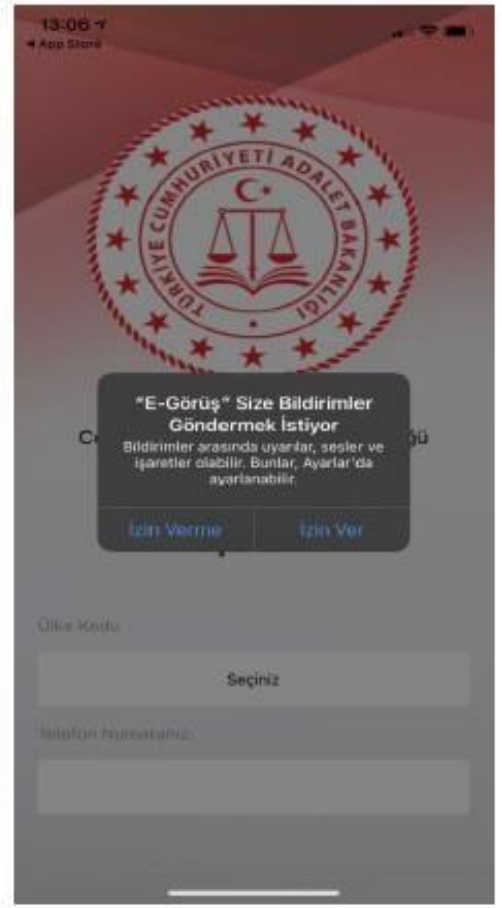 13:06
◀ App Store
TÜRKİYE CUMHURİYETİ ADALET BAKANLIĞI
"E-Görüş" Size Bildirimler
Göndermek İstiyor
Bildirimler arasında uyarılar, sesler ve
işaretler olabilir. Bunlar, Ayarlar'da
ayarlanabilir.
İzin Verme
İzin Ver
Ülke Kodu
Seçiniz
Telefon Numaranız: